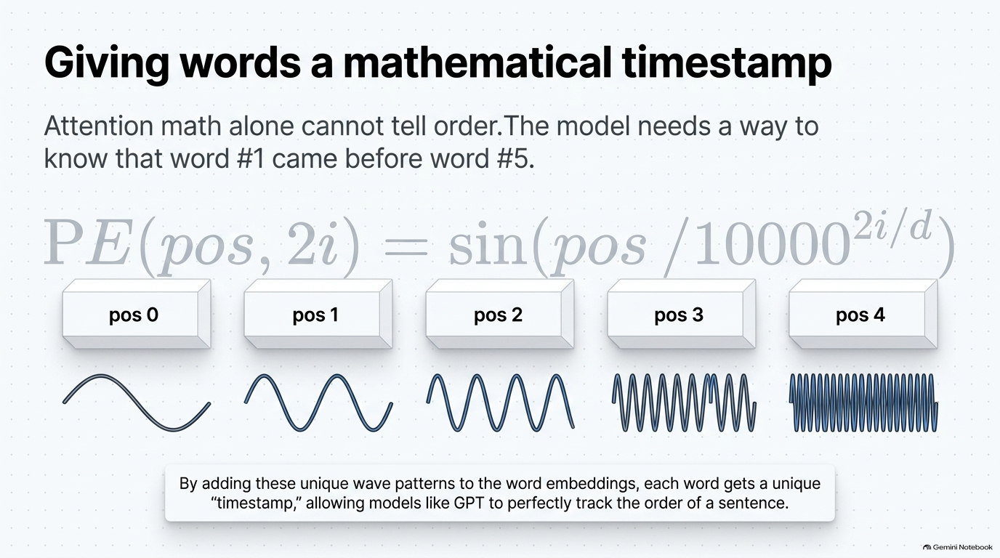 Giving words a mathematical timestamp
Attention math alone cannot tell order.The model needs a way to
know that word #1 came before word #5.
PE(pos, 2i) = sin(pos /10000^{2i/d})
pos 0
pos 1
pos 2
pos 3
pos 4
By adding these unique wave patterns to the word embeddings, each word gets a unique
“timestamp,” allowing models like GPT to perfectly track the order of a sentence.
Gemini Notebook